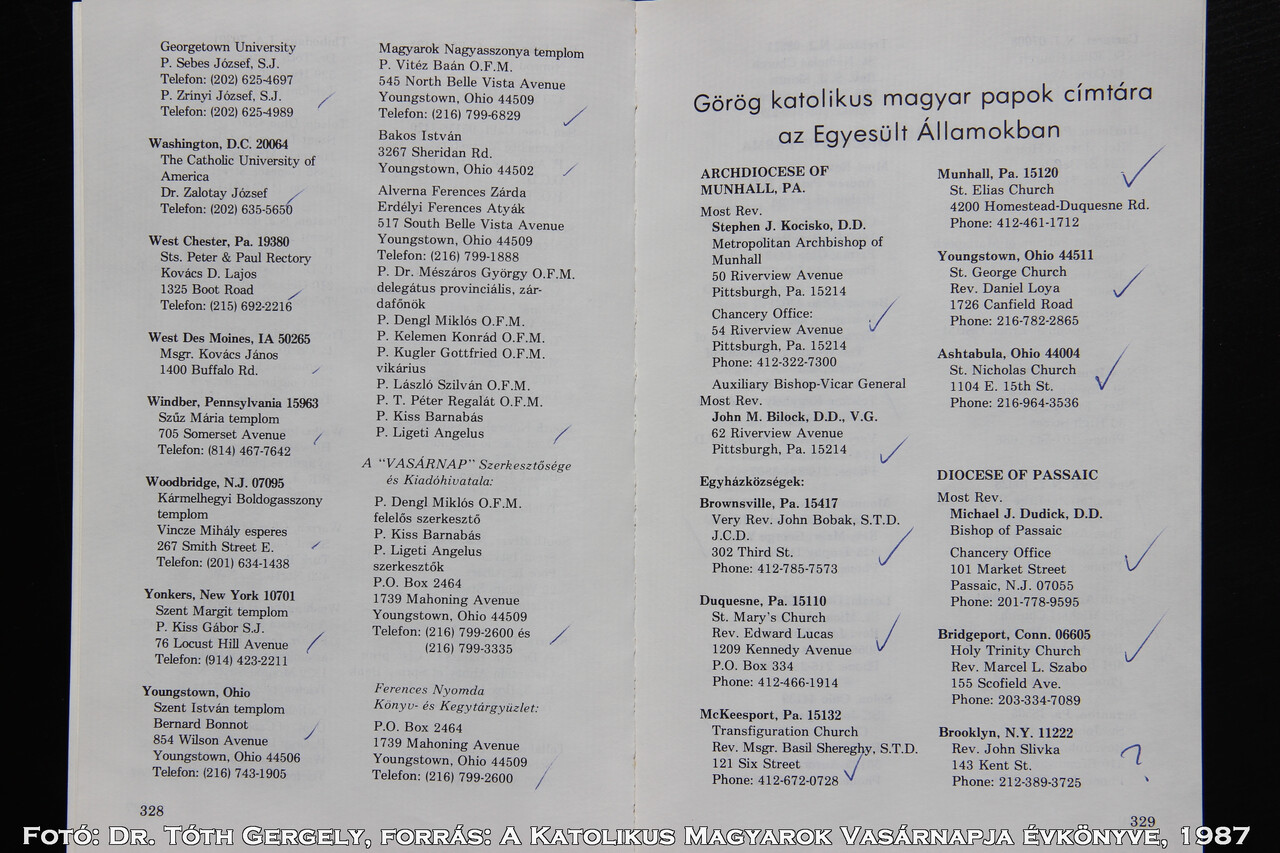 Georgetown University
P. Sebes József, S.J.
Telefon: (202) 625-4697
P. Zrínyi József, S.J.
Telefon: (202) 625-4989
Washington, D.C. 20064
The Catholic University of
America
Dr. Zalotay József
Telefon: (202) 635-5650
West Chester, Pa. 19380
Sts. Peter & Paul Rectory
Kovács D. Lajos
1325 Boot Road
Telefon: (215) 692-2216
West Des Moines, IA 50265
Msgr. Kovács János
1400 Buffalo Rd.
Windber, Pennsylvania 15963
Szűz Mária templom
705 Somerset Avenue
Telefon: (814) 467-7642
Woodbridge, N.J. 07095
Kármelhegyi Boldogasszony
templom
Vincze Mihály esperes
267 Smith Street E.
Telefon: (201) 634-1438
Yonkers, New York 10701
Szent Margit templom
P. Kiss Gábor S.J.
76 Locust Hill Avenue
Telefon: (914) 423-2211
Youngstown, Ohio
Szent István templom
Bernard Bonnot
854 Wilson Avenue
Youngstown, Ohio 44506
Telefon: (216) 743-1905
328
Magyarok Nagyasszonya templom
P. Vitéz Baán O.F.M.
545 North Belle Vista Avenue
Youngstown, Ohio 44509
Telefon: (216) 799-6829
Bakos István
3267 Sheridan Rd.
Youngstown, Ohio 44502
Alverna Ferences Zárda
Erdélyi Ferences Atyák
517 South Belle Vista Avenue
Youngstown, Ohio 44509
Telefon: (216) 799-1888
P. Dr. Mészáros György O.F.M.
delegátus provinciális, zár-
dafőnök
P. Dengl Miklós O.F.M.
P. Kelemen Konrád O.F.M.
P. Kugler Gottfried O.F.M.
vikárius
P. László Szilván O.F.M.
P. T. Péter Regalát O.F.M.
P. Kiss Barnabás
P. Ligeti Angelus
A "VASÁRNAP" Szerkesztősége
és Kiadóhivatala:
P. Dengl Miklós O.F.M.
felelős szerkesztő
P. Kiss Barnabás
P. Ligeti Angelus
szerkesztők
P.O. Box 2464
1739 Mahoning Avenue
Youngstown, Ohio 44509
Telefon: (216) 799-2600 és
(216) 799-3335
Ferences Nyomda
Könyv- és Kegytárgyüzlet:
P.O. Box 2464
1739 Mahoning Avenue
Youngstown, Ohio 44509
Telefon: (216) 799-2600
Görög katolikus magyar papok címtára
az Egyesült Államokban
ARCHDIOCESE OF
MUNHALL, PA.
Most Rev.
Stephen J. Kocisko, D.D.
Metropolitan Archbishop of
Munhall
50 Riverview Avenue
Pittsburgh, Pa. 15214
Chancery Office:
54 Riverview Avenue
Pittsburgh, Pa. 15214
Phone: 412-322-7300
Auxiliary Bishop-Vicar General
Most Rev.
John M. Bilock, D.D., V.G.
62 Riverview Avenue
Pittsburgh, Pa. 15214
Egyházközségek:
Brownsville, Pa. 15417
Very Rev. John Bobak, S.T.D.
J.C.D.
302 Third St.
Phone: 412-785-7573
Duquesne, Pa. 15110
St. Mary's Church
Rev. Edward Lucas
1209 Kennedy Avenue
P.O. Box 334
Phone: 412-466-1914
McKeesport, Pa. 15132
Transfiguration Church
Rev. Msgr. Basil Shereghy, S.T.D.
121 Six Street
Phone: 412-672-0728
Munhall, Pa. 15120
St. Elias Church
4200 Homestead-Duquesne Rd.
Phone: 412-461-1712
Youngstown, Ohio 44511
St. George Church
Rev. Daniel Loya
1726 Canfield Road
Phone: 216-782-2865
Ashtabula, Ohio 44004
St. Nicholas Church
1104 E. 15th St.
Phone: 216-964-3536
DIOCESE OF PASSAIC
Most Rev.
Michael J. Dudick, D.D.
Bishop of Passaic
Chancery Office
101 Market Street
Passaic, N.J. 07055
Phone: 201-778-9595
Bridgeport, Conn. 06605
Holy Trinity Church
Rev. Marcel L. Szabo
155 Scofield Ave.
Phone: 203-334-7089
Brooklyn, N.Y. 11222
Rev. John Slivka
143 Kent St.
Phone: 212-389-3725
?
329
Fotó: Dr. Tóth Gergely, forrás: A Katolikus Magyarok Vasárnapja évkönyve, 1987